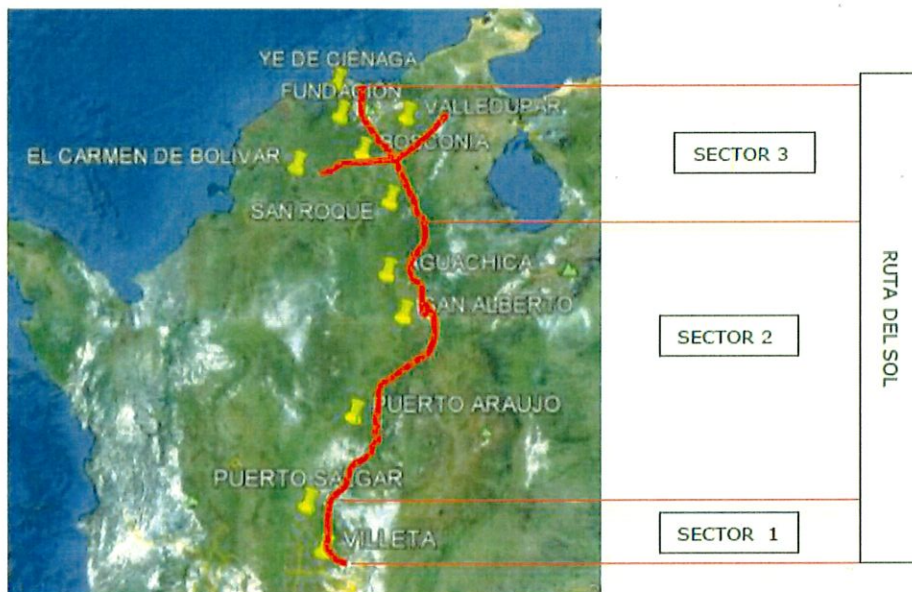 YE DE CIENAGA
FUNDACION
VALLEDUPAR
BOSCONIA
EL CARMEN DE BOLIVAR
SAN ROQUE
AGUACHICA
SAN ALBERTO
PUERTO ARAUJO
PUERTO SALGAR
VILLETA
SECTOR 3
SECTOR 2
SECTOR 1
RUTA DEL SOL